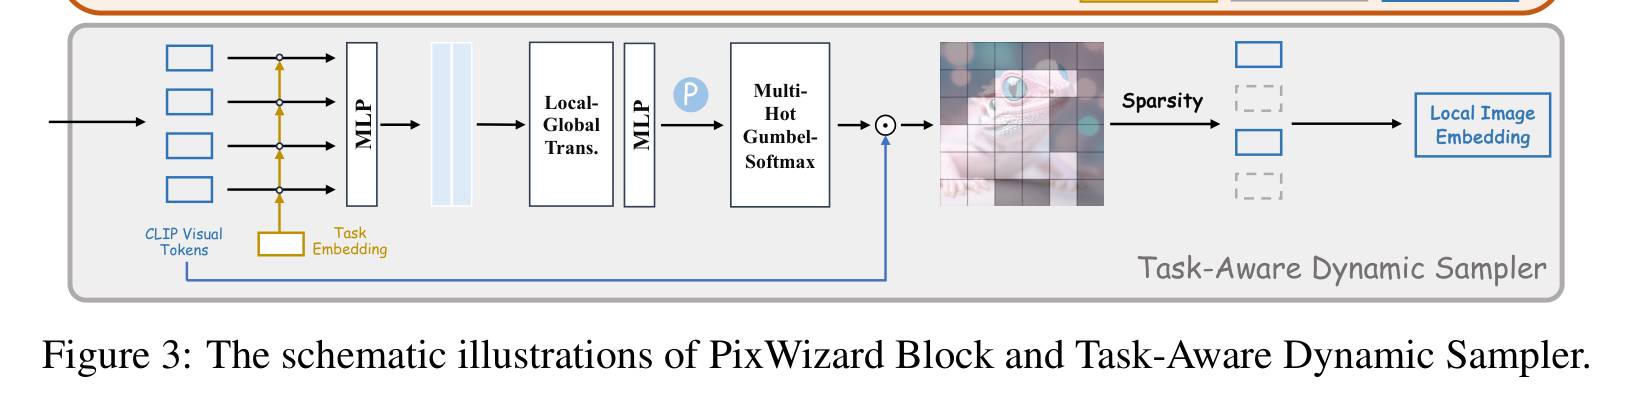 CLIP Visual
Tokens
Task
Embedding
MLP
Local-
Global
Trans.
MLP
P
Multi-
Hot
Gumbel-
Softmax
Sparsity
Local Image
Embedding
Task-Aware Dynamic Sampler
Figure 3: The schematic illustrations of PixWizard Block and Task-Aware Dynamic Sampler.